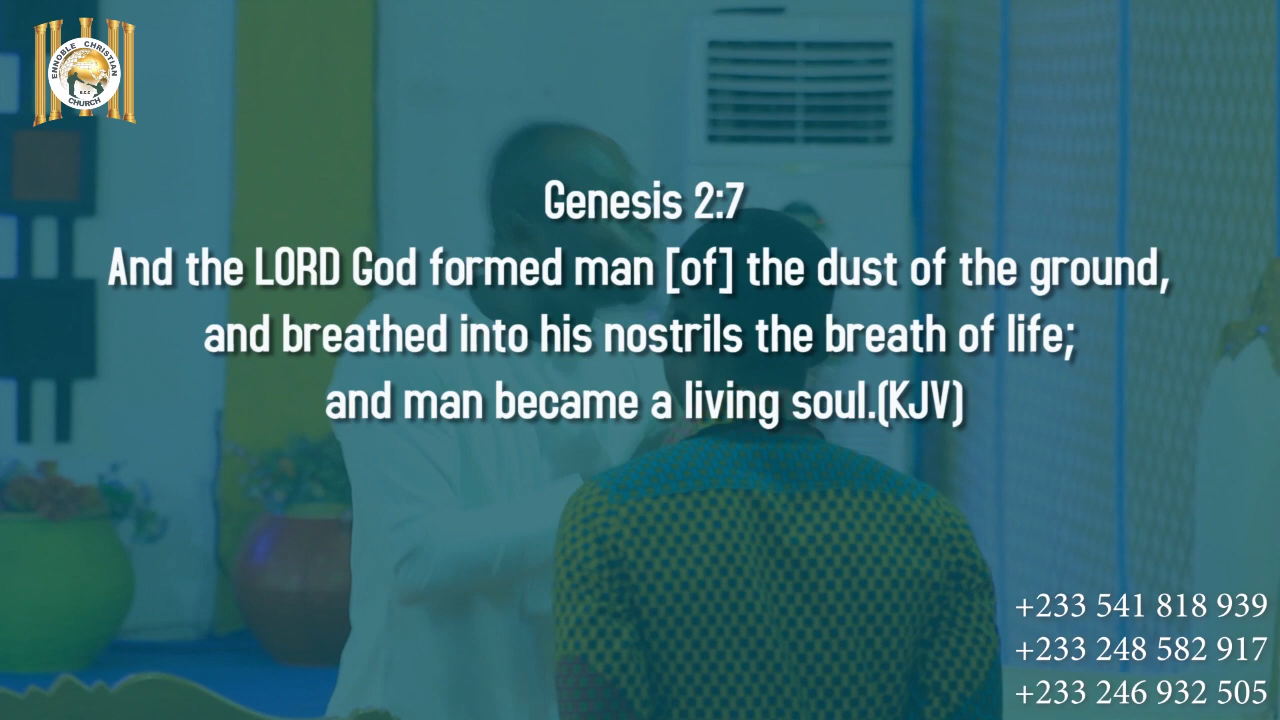 ENNOBLE CHRISTIAN
E.C.C
CHURCH
Genesis 2:7
And the LORD God formed man [of] the dust of the ground,
and breathed into his nostrils the breath of life;
and man became a living soul.(KJV)
+233 541 818 939
+233 248 582 917
+233 246 932 505